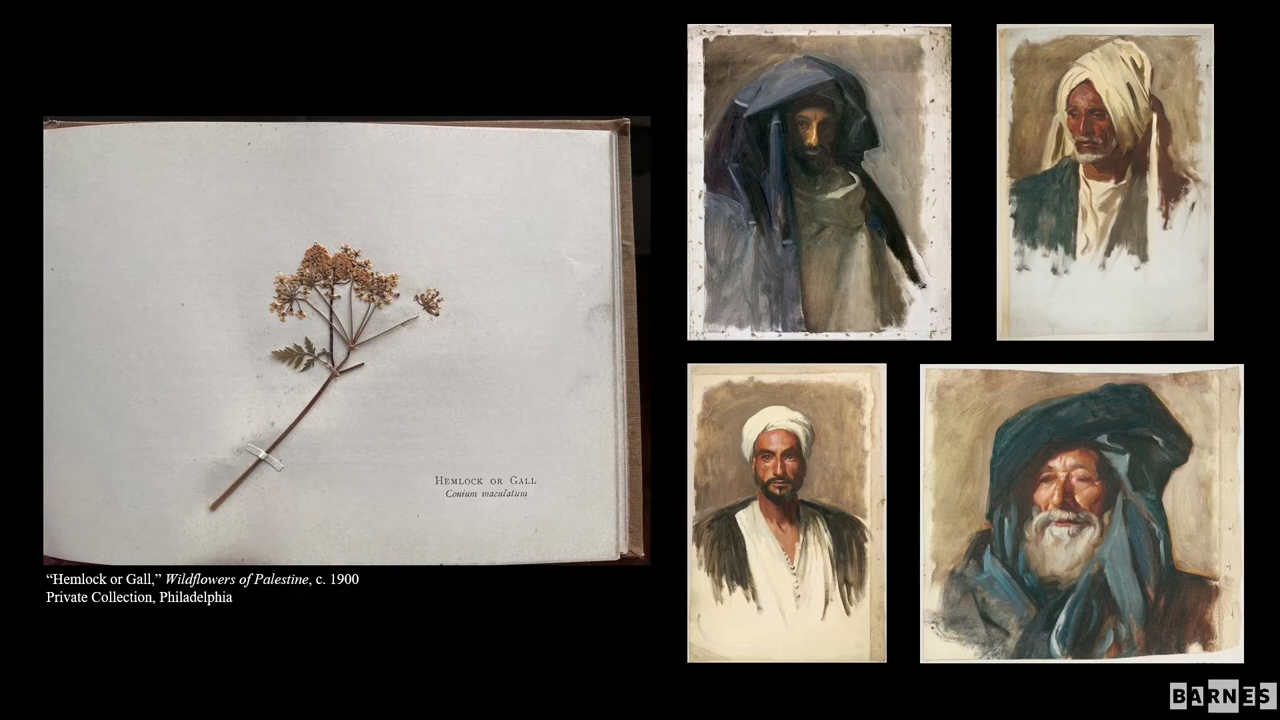 HEMLOCK OR GALL
Conium maculatum
“Hemlock or Gall,” Wildflowers of Palestine, c. 1900
Private Collection, Philadelphia
BARNES